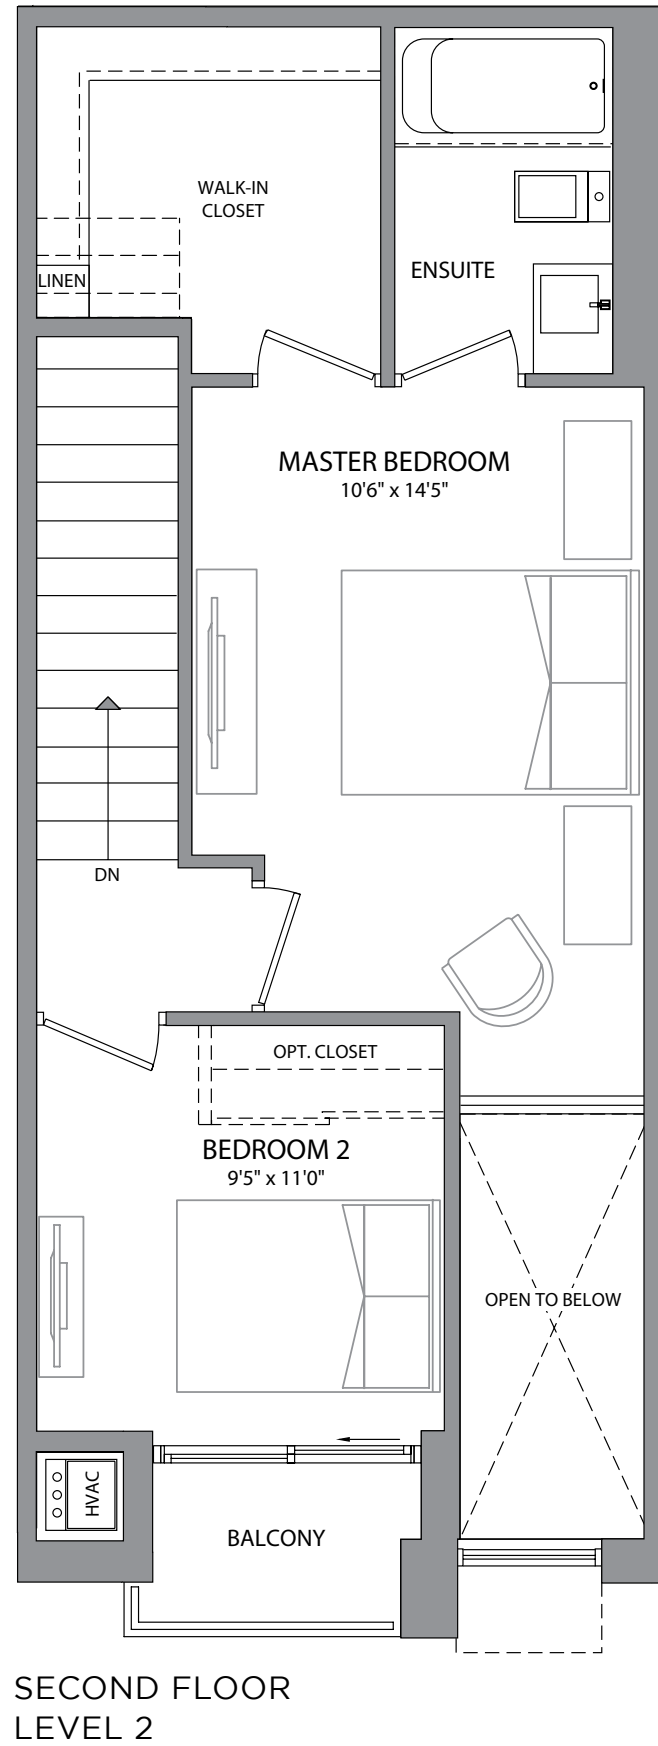 WALK-IN
CLOSET
LINEN
ENSUITE
MASTER BEDROOM
10'6" x 14'5"
DN
OPT. CLOSET
BEDROOM 2
9'5" x 11'0"
OPEN TO BELOW
HVAC
BALCONY
SECOND FLOOR
LEVEL 2